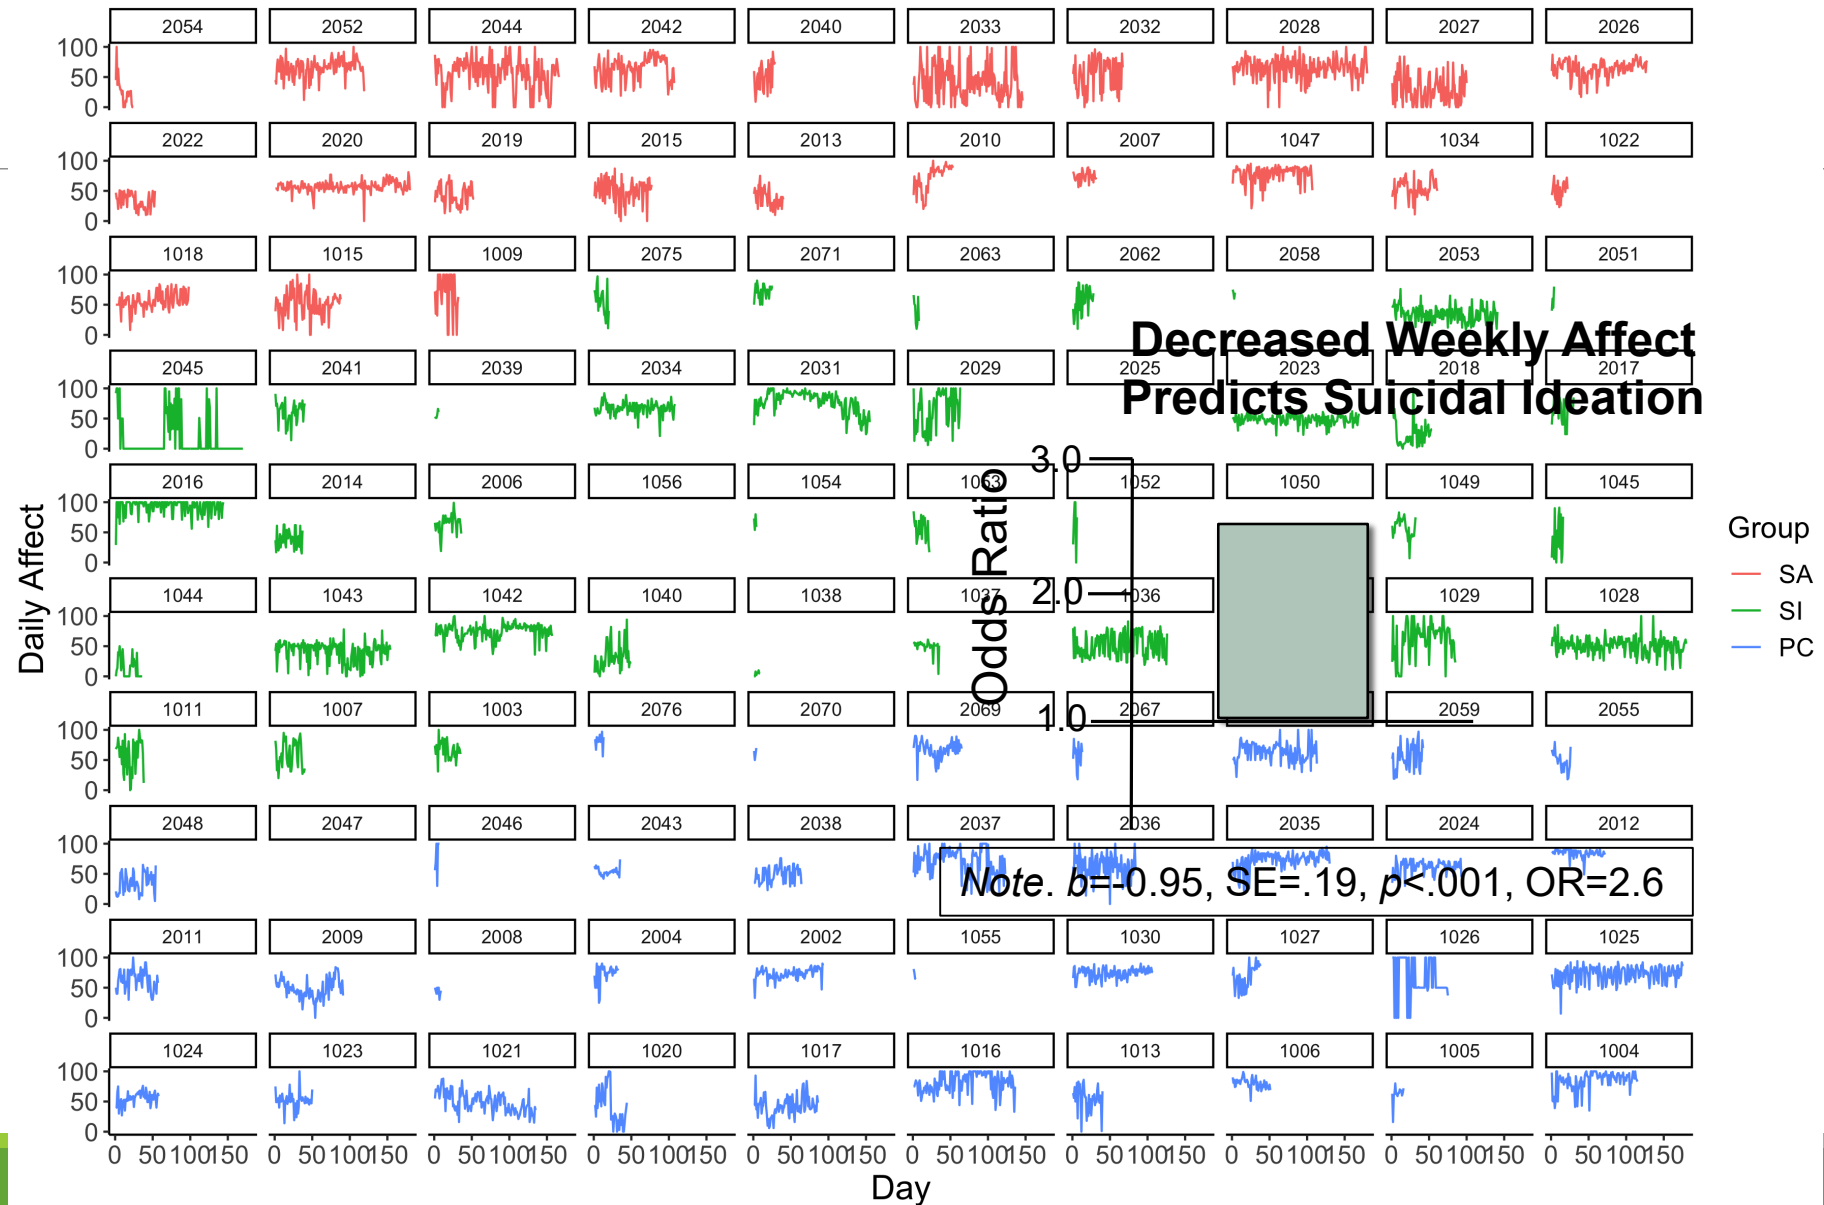 2054 2052 2044 2042 2040 2033 2032 2028 2027 2026
100
50
0
2022 2020 2019 2015 2013 2010 2007 1047 1034 1022
100
50
0
1018 1015 1009 2075 2071 2063 2062 2058 2053 2051
100
50
0
Decreased Weekly Affect
Predicts Suicidal Ideation
2045 2041 2039 2034 2031 2029 2025 2023 2018 2017
100
50
0
3.0
2016 2014 2006 1056 1054 1053 1052 1050 1049 1045
100
50
0
Odds Ratio
Daily Affect
Group
SA
SI
PC
2.0
1044 1043 1042 1040 1038 1037 1036 1029 1028
100
50
0
1.0
1011 1007 1003 2076 2070 2069 2067 2059 2055
100
50
0
2048 2047 2046 2043 2038 2037 2036 2035 2024 2012
100
50
0
Note. b=-0.95, SE=.19, p<.001, OR=2.6
2011 2009 2008 2004 2002 1055 1030 1027 1026 1025
100
50
0
1024 1023 1021 1020 1017 1016 1013 1006 1005 1004
100
50
0
0 50 100 150 0 50 100 150 0 50 100 150 0 50 100 150 0 50 100 150 0 50 100 150 0 50 100 150 0 50 100 150 0 50 100 150 0 50 100 150
Day